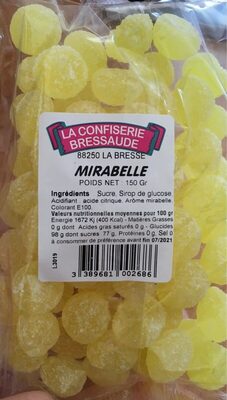 LA CONFISERIE
BRESSAUDE
88250 LA BRESSE
MIRABELLE
POIDS NET : 150 Gr
Ingrédients Sucre, Sirop de glucose
Acidifiant : acide citrique, Arôme mirabelle
Colorant E100.
Valeurs nutritionnelles moyennes pour 100 gr
Energie 1672 Kj (400 Kcal) - Matières Grasses
0 g dont Acides gras saturés 0 g - Glucides
98 g dont sucres 77 g, Protéines 0 g, Sel 0
à consommer de préférence avant fin 07/2021
L3019
3 389681 002686